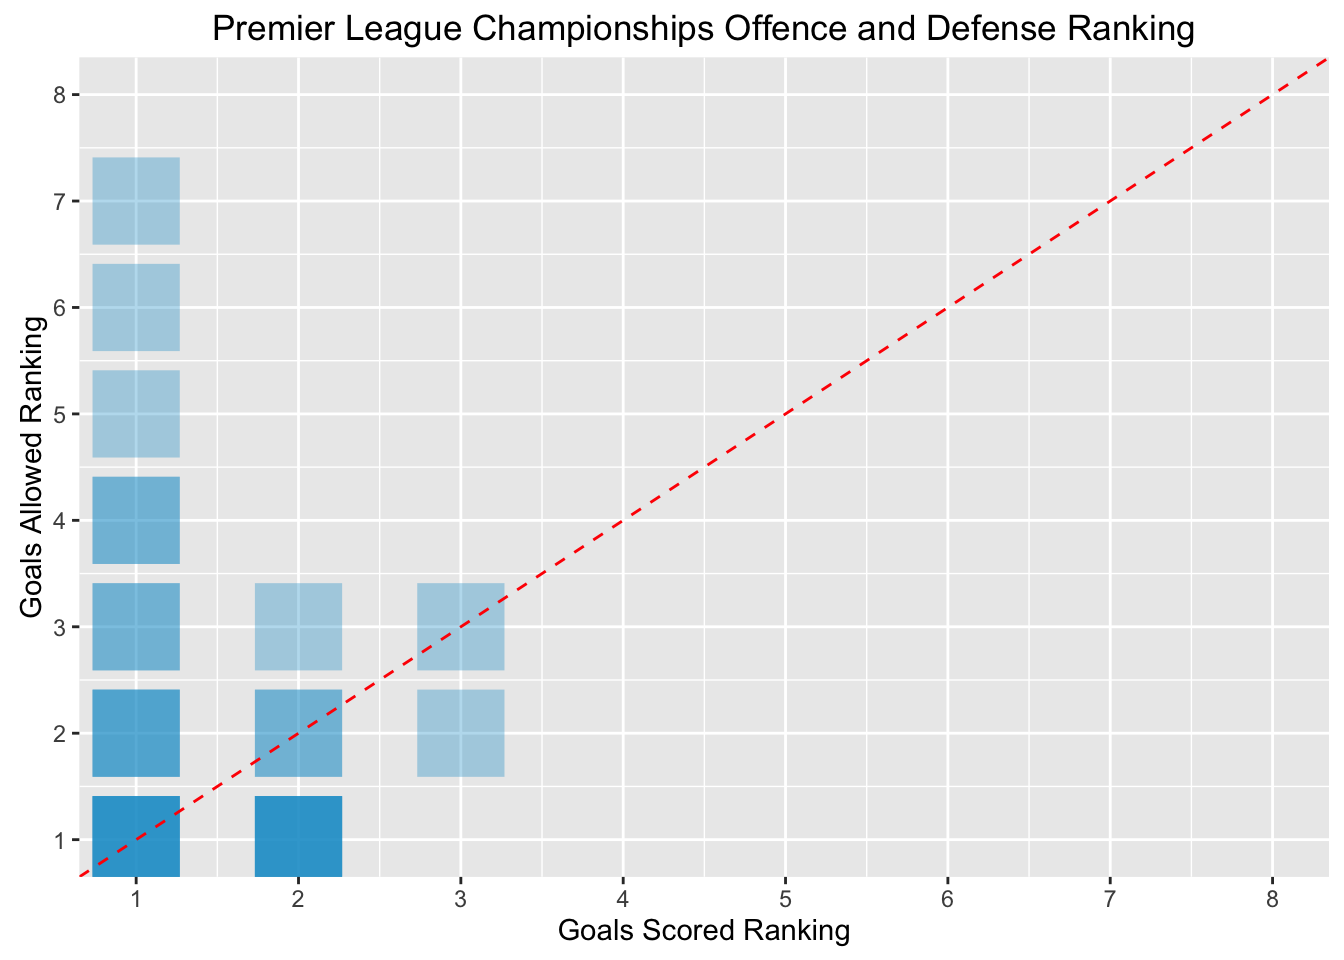 Premier League Championships Offence and Defense Ranking
8
7
6
5
4
3
2
1
Goals Allowed Ranking
1 2 3 4 5 6 7 8
Goals Scored Ranking